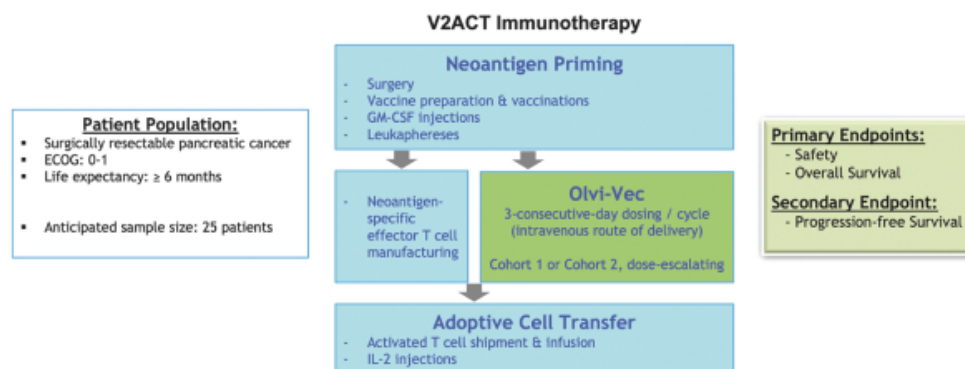 V2ACT Immunotherapy
Neoantigen Priming
- Surgery
- Vaccine preparation & vaccinations
- GM-CSF injections
- Leukaphereses
Patient Population:
▪ Surgically resectable pancreatic cancer
▪ ECOG: 0-1
▪ Life expectancy: ≥ 6 months
▪ Anticipated sample size: 25 patients
- Neoantigen-
specific
effector T cell
manufacturing
Olvi-Vec
3-consecutive-day dosing / cycle
(intravenous route of delivery)
Cohort 1 or Cohort 2, dose-escalating
Adoptive Cell Transfer
- Activated T cell shipment & infusion
- IL-2 injections
Primary Endpoints:
- Safety
- Overall Survival
Secondary Endpoint:
- Progression-free Survival